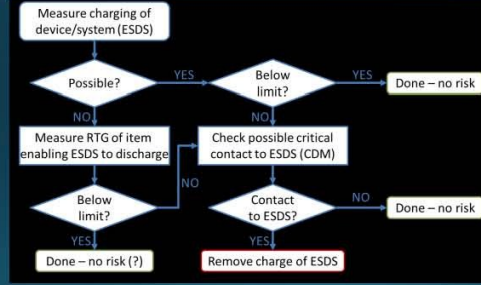 Measure charging of
device/system (ESDS)
Possible?
YES
Below
limit?
YES
Done – no risk
NO
NO
Measure RTG of item
enabling ESDS to discharge
Check possible critical
contact to ESDS (CDM)
NO
Below
limit?
Contact
to ESDS?
NO
Done – no risk
YES
YES
Done – no risk (?)
Remove charge of ESDS